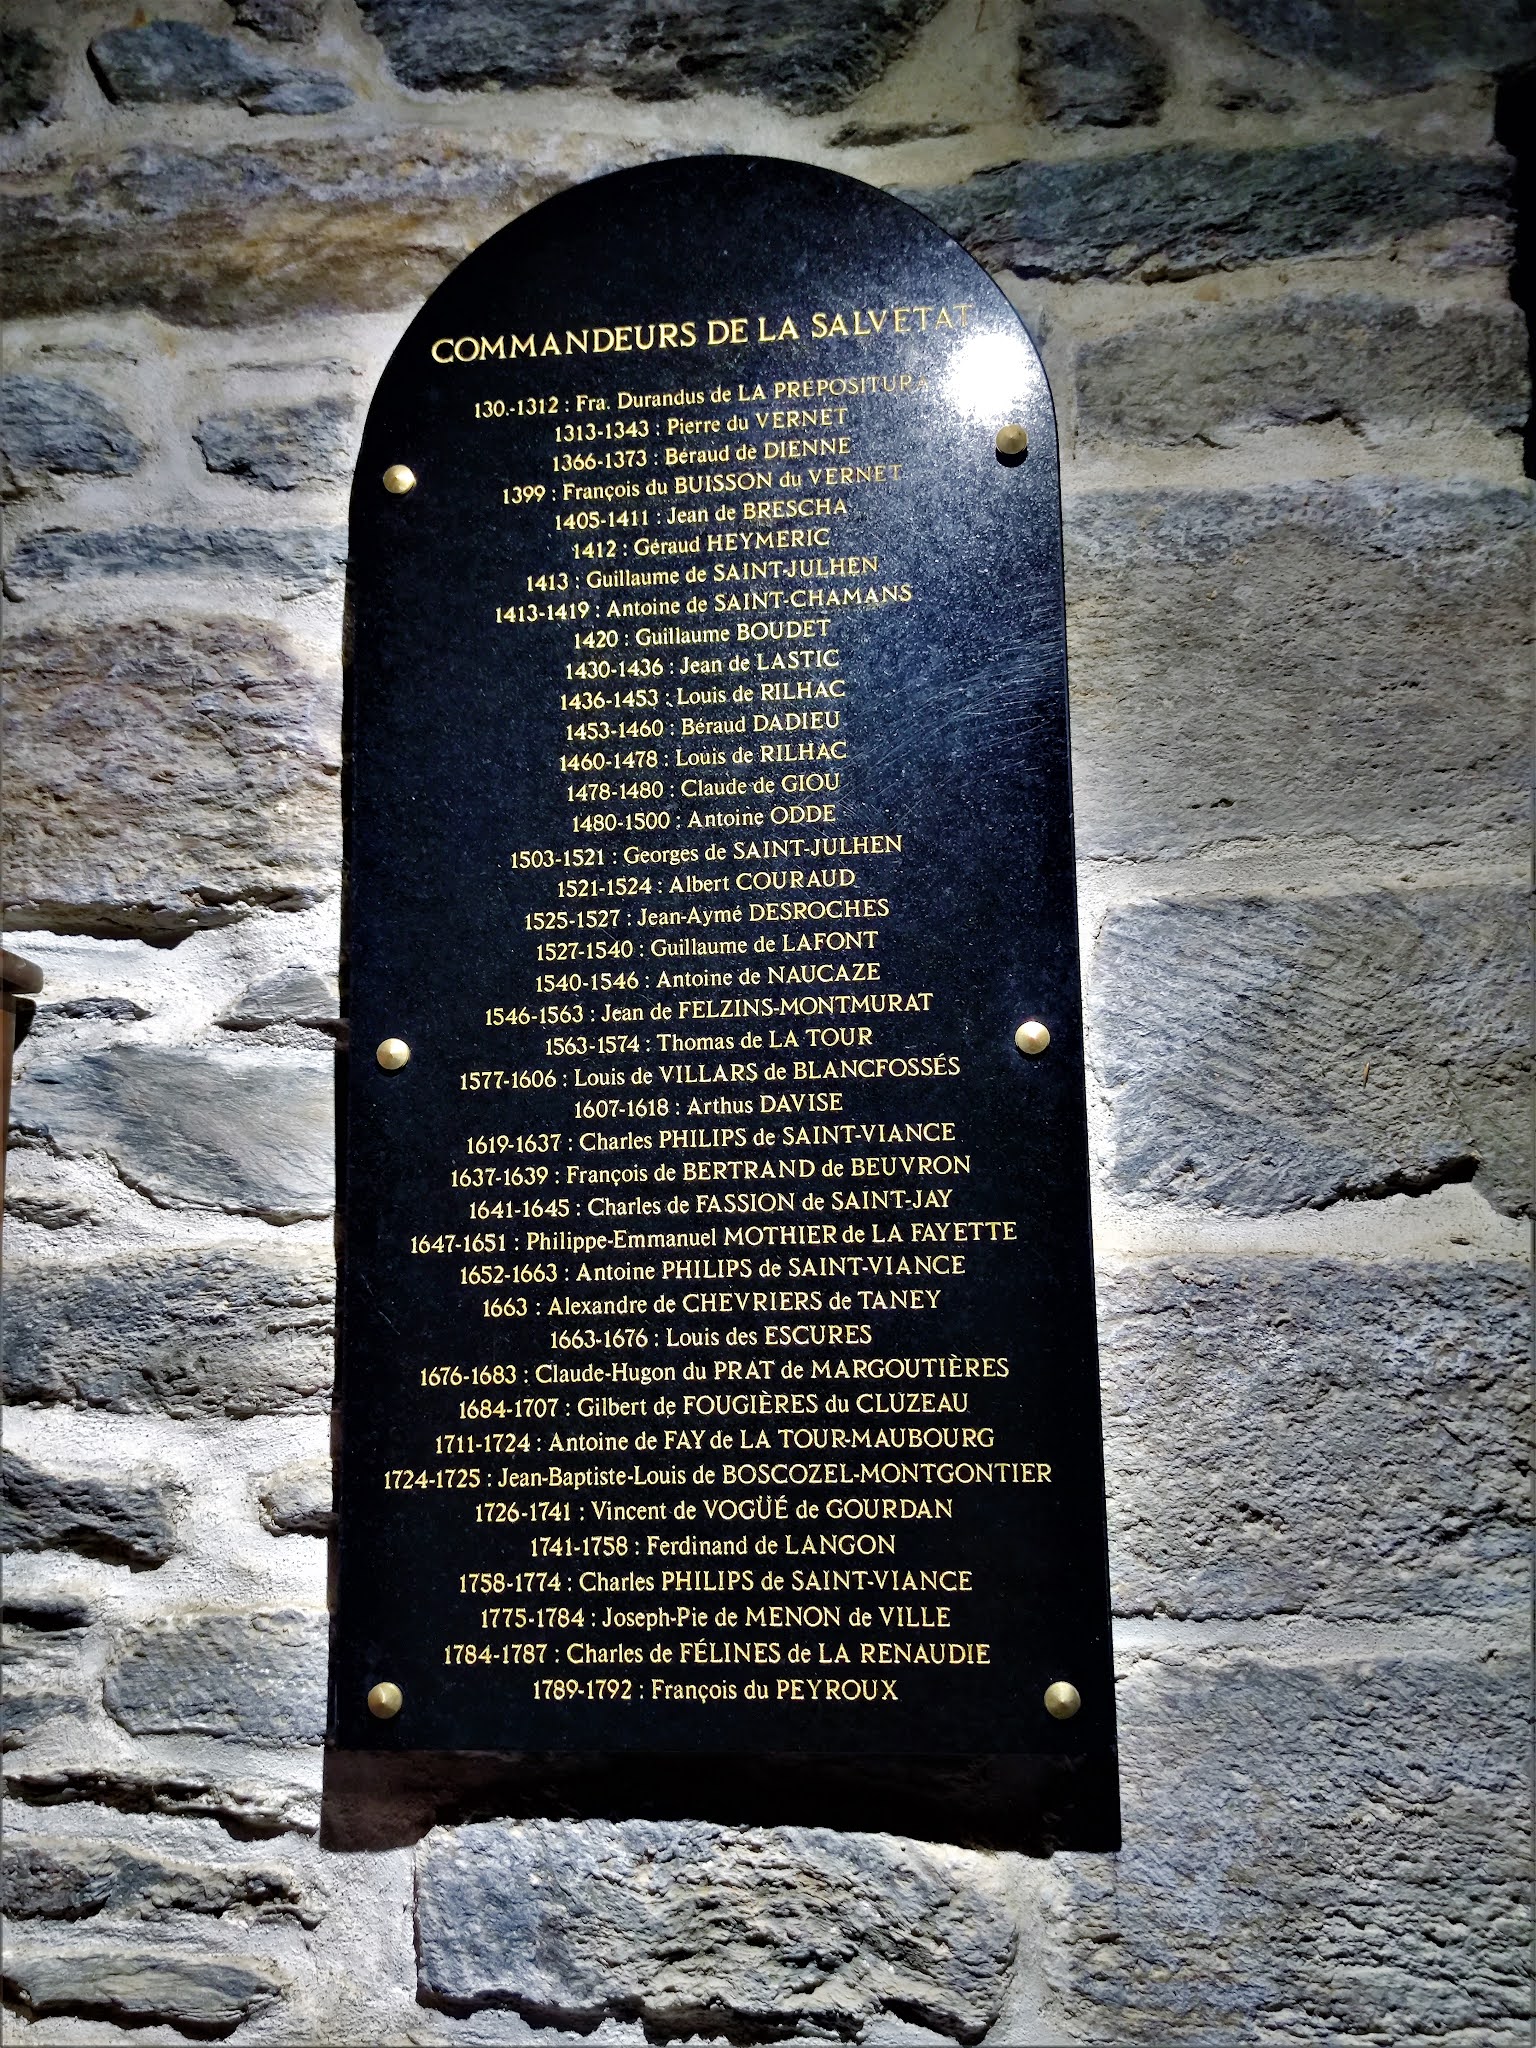 COMMANDEURS DE LA SALVETAT
130.-1312 : Fra. Durandus de LA PRÉPOSITURA
1313-1343 : Pierre du VERNET
1366-1373 : Béraud de DIENNE
1399 : François du BUISSON du VERNET
1405-1411 : Jean de BRESCHA
1412 : Géraud HEYMERIC
1413 : Guillaume de SAINT-JULHEN
1413-1419 : Antoine de SAINT-CHAMANS
1420 : Guillaume BOUDET
1430-1436 : Jean de LASTIC
1436-1453 : Louis de RILHAC
1453-1460 : Béraud DADIEU
1460-1478 : Louis de RILHAC
1478-1480 : Claude de GIOU
1480-1500 : Antoine ODDE
1503-1521 : Georges de SAINT-JULHEN
1521-1524 : Albert COURAUD
1525-1527 : Jean-Aymé DESROCHES
1527-1540 : Guillaume de LAFONT
1540-1546 : Antoine de NAUCAZE
1546-1563 : Jean de FELZINS-MONTMURAT
1563-1574 : Thomas de LA TOUR
1577-1606 : Louis de VILLARS de BLANCFOSSÉS
1607-1618 : Arthus DAVISE
1619-1637 : Charles PHILIPS de SAINT-VIANCE
1637-1639 : François de BERTRAND de BEUVRON
1641-1645 : Charles de FASSION de SAINT-JAY
1647-1651 : Philippe-Emmanuel MOTHIER de LA FAYETTE
1652-1663 : Antoine PHILIPS de SAINT-VIANCE
1663 : Alexandre de CHEVRIERS de TANEY
1663-1676 : Louis des ESCURES
1676-1683 : Claude-Hugon du PRAT de MARGOUTIÈRES
1684-1707 : Gilbert de FOUGIÈRES du CLUZEAU
1711-1724 : Antoine de FAY de LA TOUR-MAUBOURG
1724-1725 : Jean-Baptiste-Louis de BOSCOZEL-MONTGONTIER
1726-1741 : Vincent de VOGÜÉ de GOURDAN
1741-1758 : Ferdinand de LANGON
1758-1774 : Charles PHILIPS de SAINT-VIANCE
1775-1784 : Joseph-Pie de MENON de VILLE
1784-1787 : Charles de FÉLINES de LA RENAUDIE
1789-1792 : François du PEYROUX